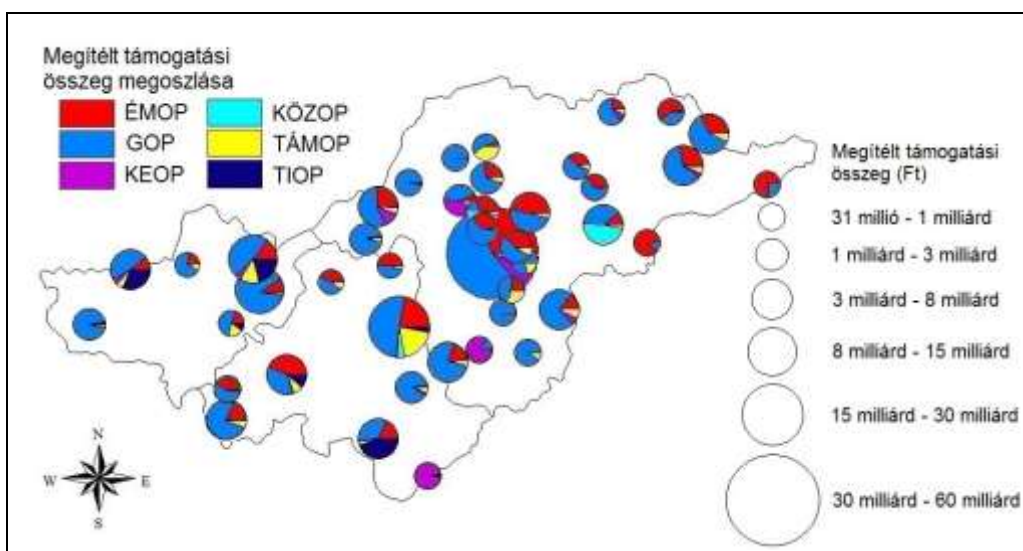 Megítélt támogatási
összeg megoszlása
ÉMOP
GOP
KEOP
KÖZOP
TÁMOP
TIOP
Megítélt támogatási
összeg (Ft)
31 millió - 1 milliárd
1 milliárd - 3 milliárd
3 milliárd - 8 milliárd
8 milliárd - 15 milliárd
15 milliárd - 30 milliárd
30 milliárd - 60 milliárd
N
W E
S